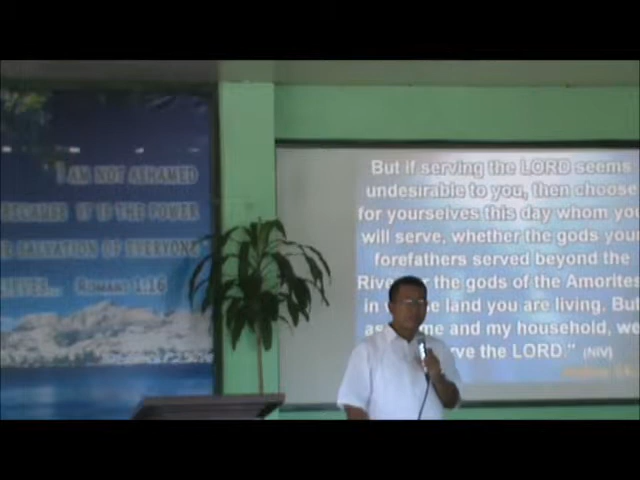 I AM NOT ASHAMED
BECAUSE IT IS THE POWER
SALVATION OF EVERYONE
ROMANS 1:16
But if serving the LORD seems
undesirable to you, then choose
for yourselves this day whom yo
will serve, whether the gods your
forefathers served beyond the
River, or the gods of the Amorites
in land you are living. But
me and my household, we
serve the LORD." (NIV)